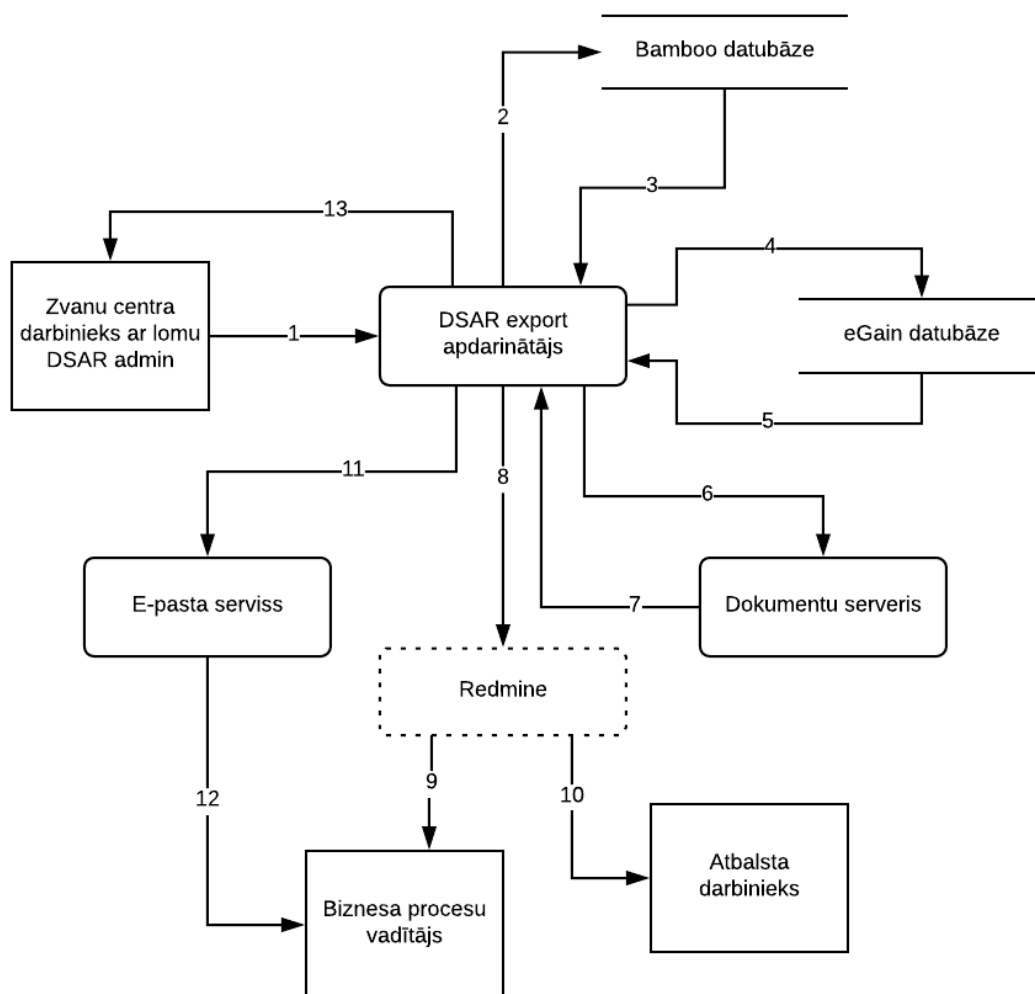 Bamboo datubāze
2
3
13
4
Zvanu centra
darbinieks ar lomu
DSAR admin
1
DSAR export
apdarinātājs
eGain datubāze
5
11
8
6
E-pasta serviss
7
Dokumentu serveris
Redmine
12
9
10
Atbalsta
darbinieks
Biznesa procesu
vadītājs